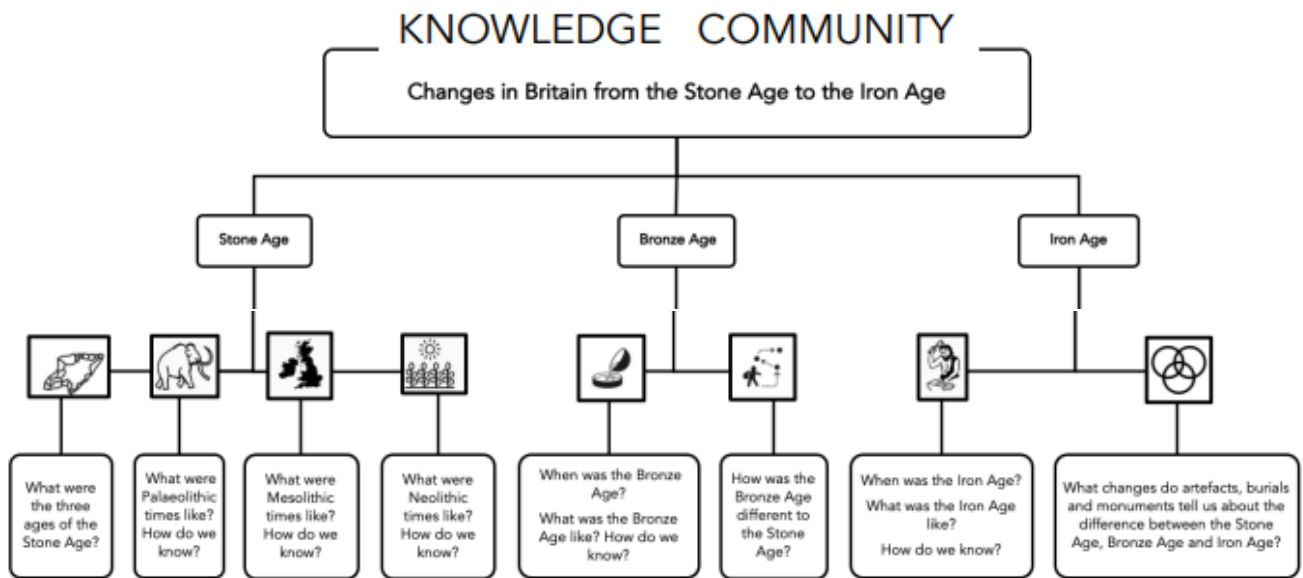 KNOWLEDGE COMMUNITY
Changes in Britain from the Stone Age to the Iron Age
Stone Age
Bronze Age
Iron Age
What were
the three
ages of the
Stone Age?
What were
Palaeolithic
times like?
How do we
know?
What were
Mesolithic
times like?
How do we
know?
What were
Neolithic
times like?
How do we
know?
When was the Bronze
Age?
What was the Bronze
Age like? How do we
know?
How was the
Bronze Age
different to
the Stone
Age?
When was the Iron Age?
What was the Iron Age
like?
How do we know?
What changes do artefacts, burials
and monuments tell us about the
difference between the Stone
Age, Bronze Age and Iron Age?